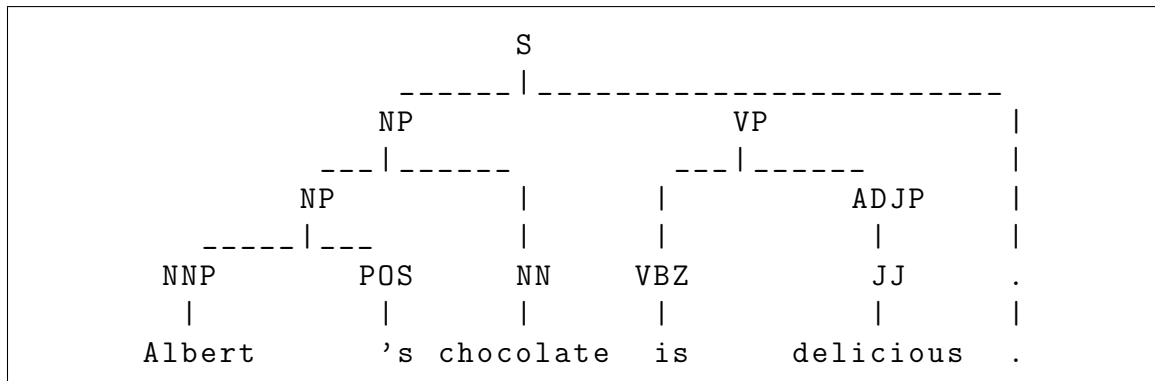 S
NP VP
NP ADJP
NNP POS NN VBZ JJ .
Albert 's chocolate is delicious .